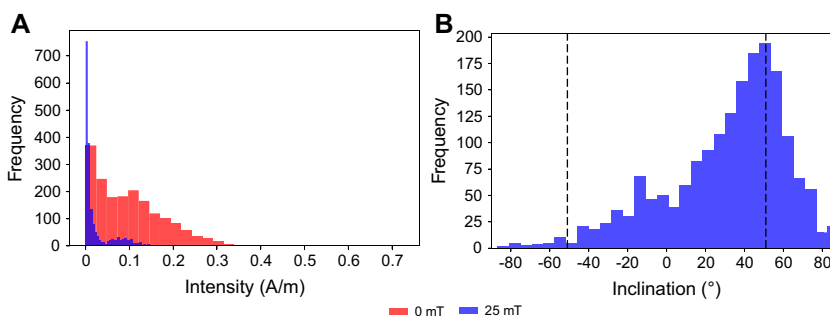 A
Frequency
700
600
500
400
300
200
100
0
0 0.1 0.2 0.3 0.4 0.5 0.6 0.7
Intensity (A/m)
B
Frequency
200
175
150
125
100
75
50
25
0
-80 -60 -40 -20 0 20 40 60 80
Inclination (°)
0 mT 25 mT